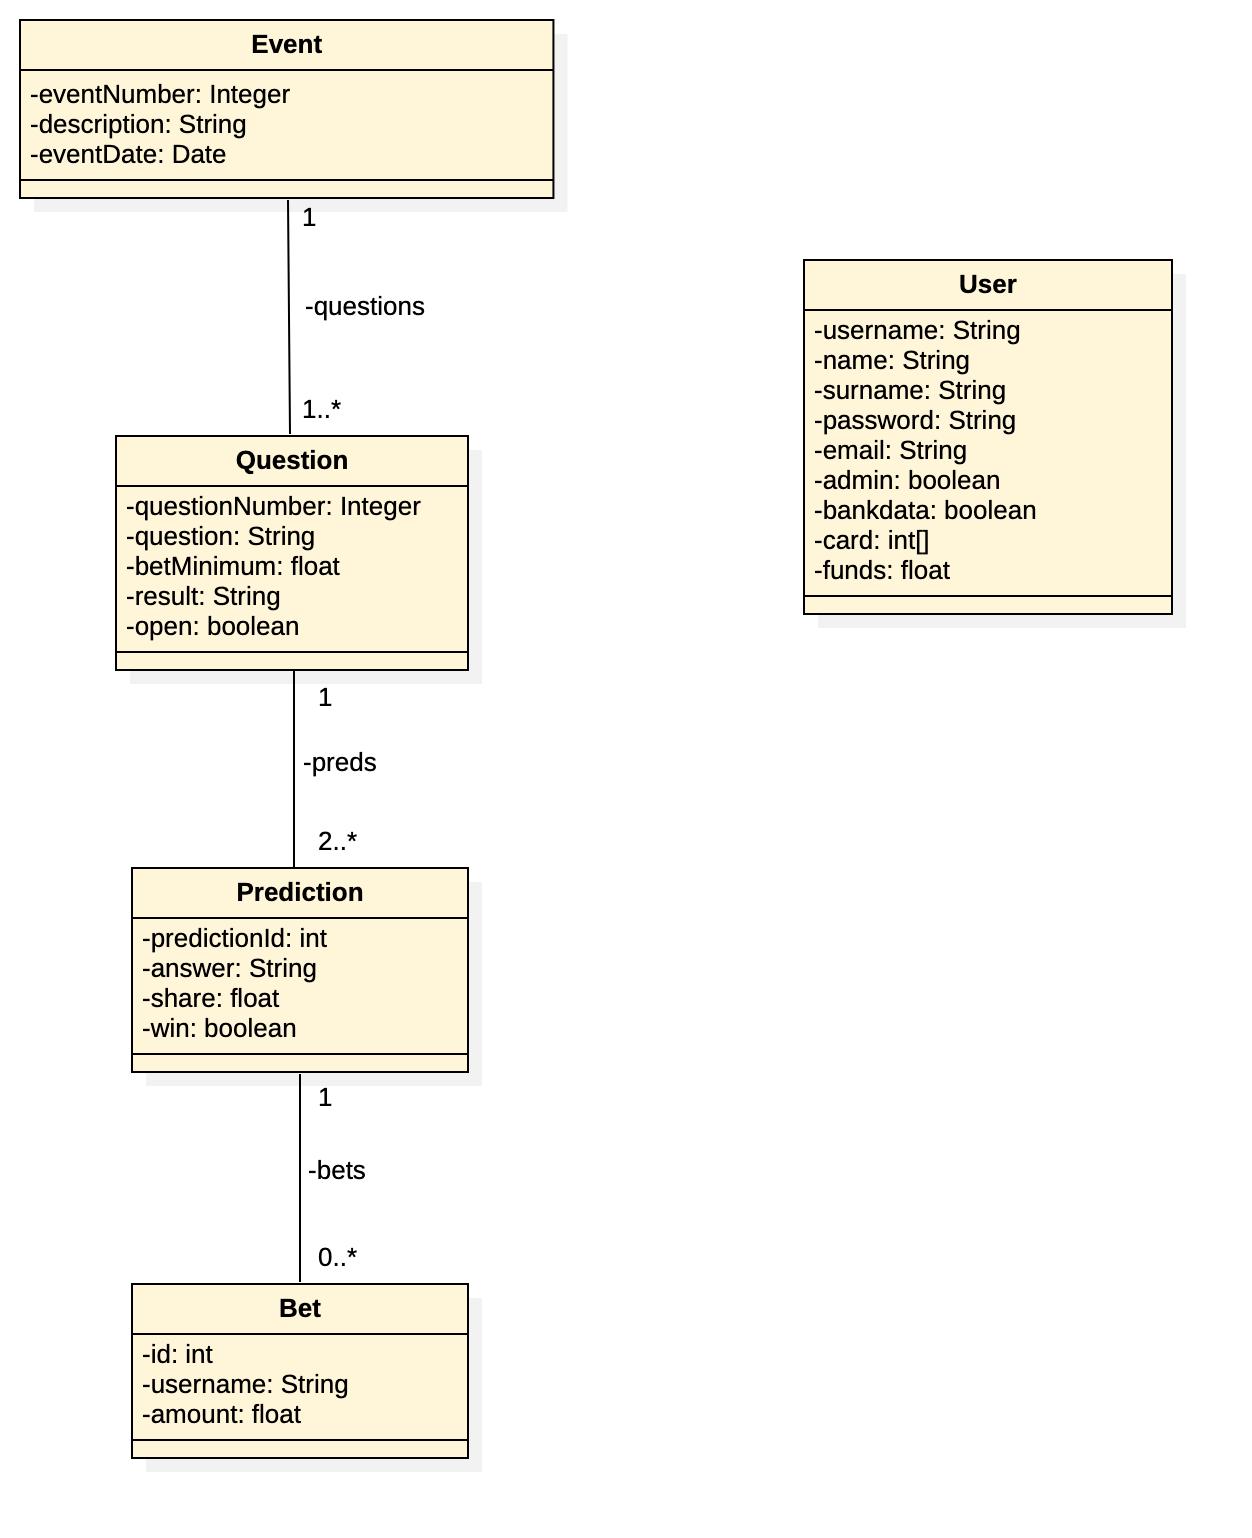 Event
-eventNumber: Integer
-description: String
-eventDate: Date
1
-questions
1..*
Question
-questionNumber: Integer
-question: String
-betMinimum: float
-result: String
-open: boolean
1
-preds
2..*
Prediction
-predictionId: int
-answer: String
-share: float
-win: boolean
1
-bets
0..*
Bet
-id: int
-username: String
-amount: float
User
-username: String
-name: String
-surname: String
-password: String
-email: String
-admin: boolean
-bankdata: boolean
-card: int[]
-funds: float